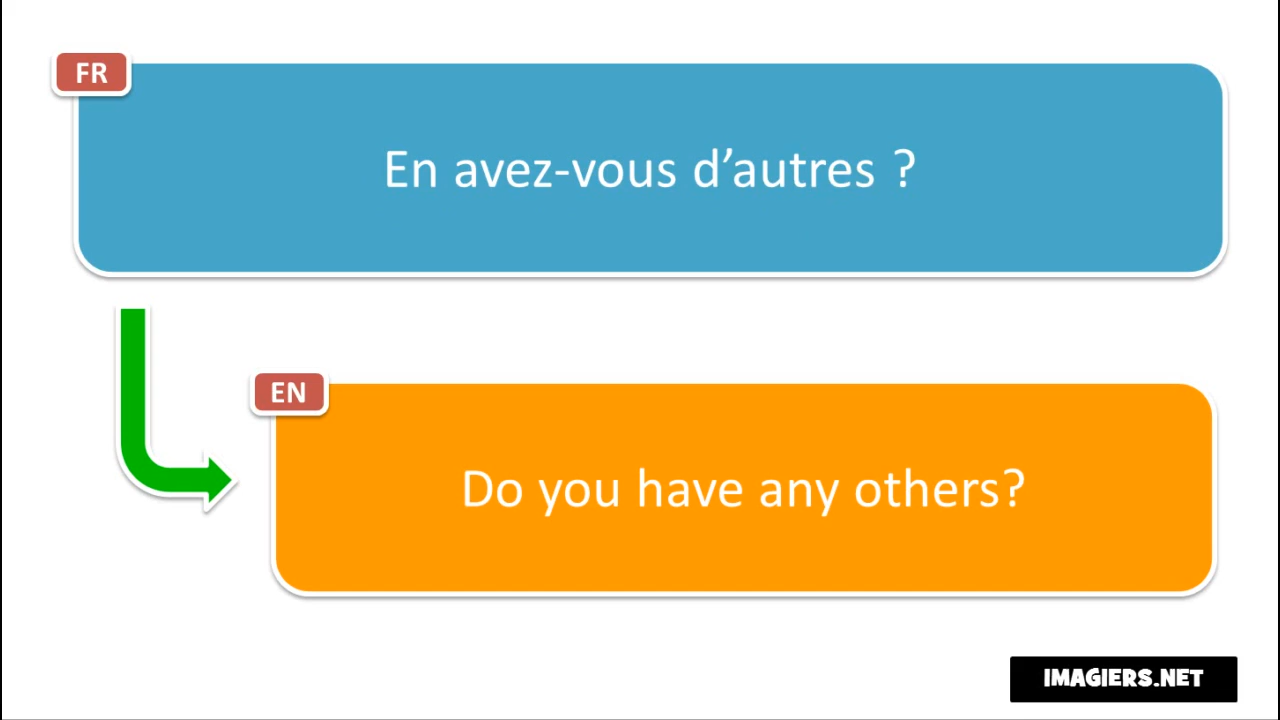 FR
En avez-vous d’autres ?
EN
Do you have any others?
IMAGIERS.NET